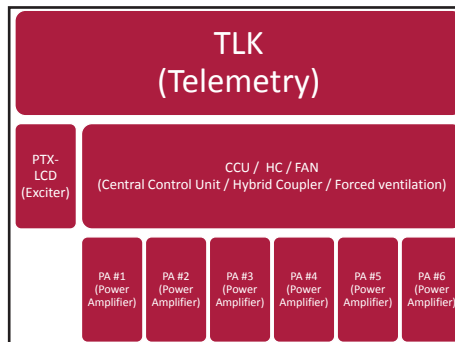 TLK
(Telemetry)
PTX-
LCD
(Exciter)
CCU / HC / FAN
(Central Control Unit / Hybrid Coupler / Forced ventilation)
PA #1
(Power
Amplifier)
PA #2
(Power
Amplifier)
PA #3
(Power
Amplifier)
PA #4
(Power
Amplifier)
PA #5
(Power
Amplifier)
PA #6
(Power
Amplifier)